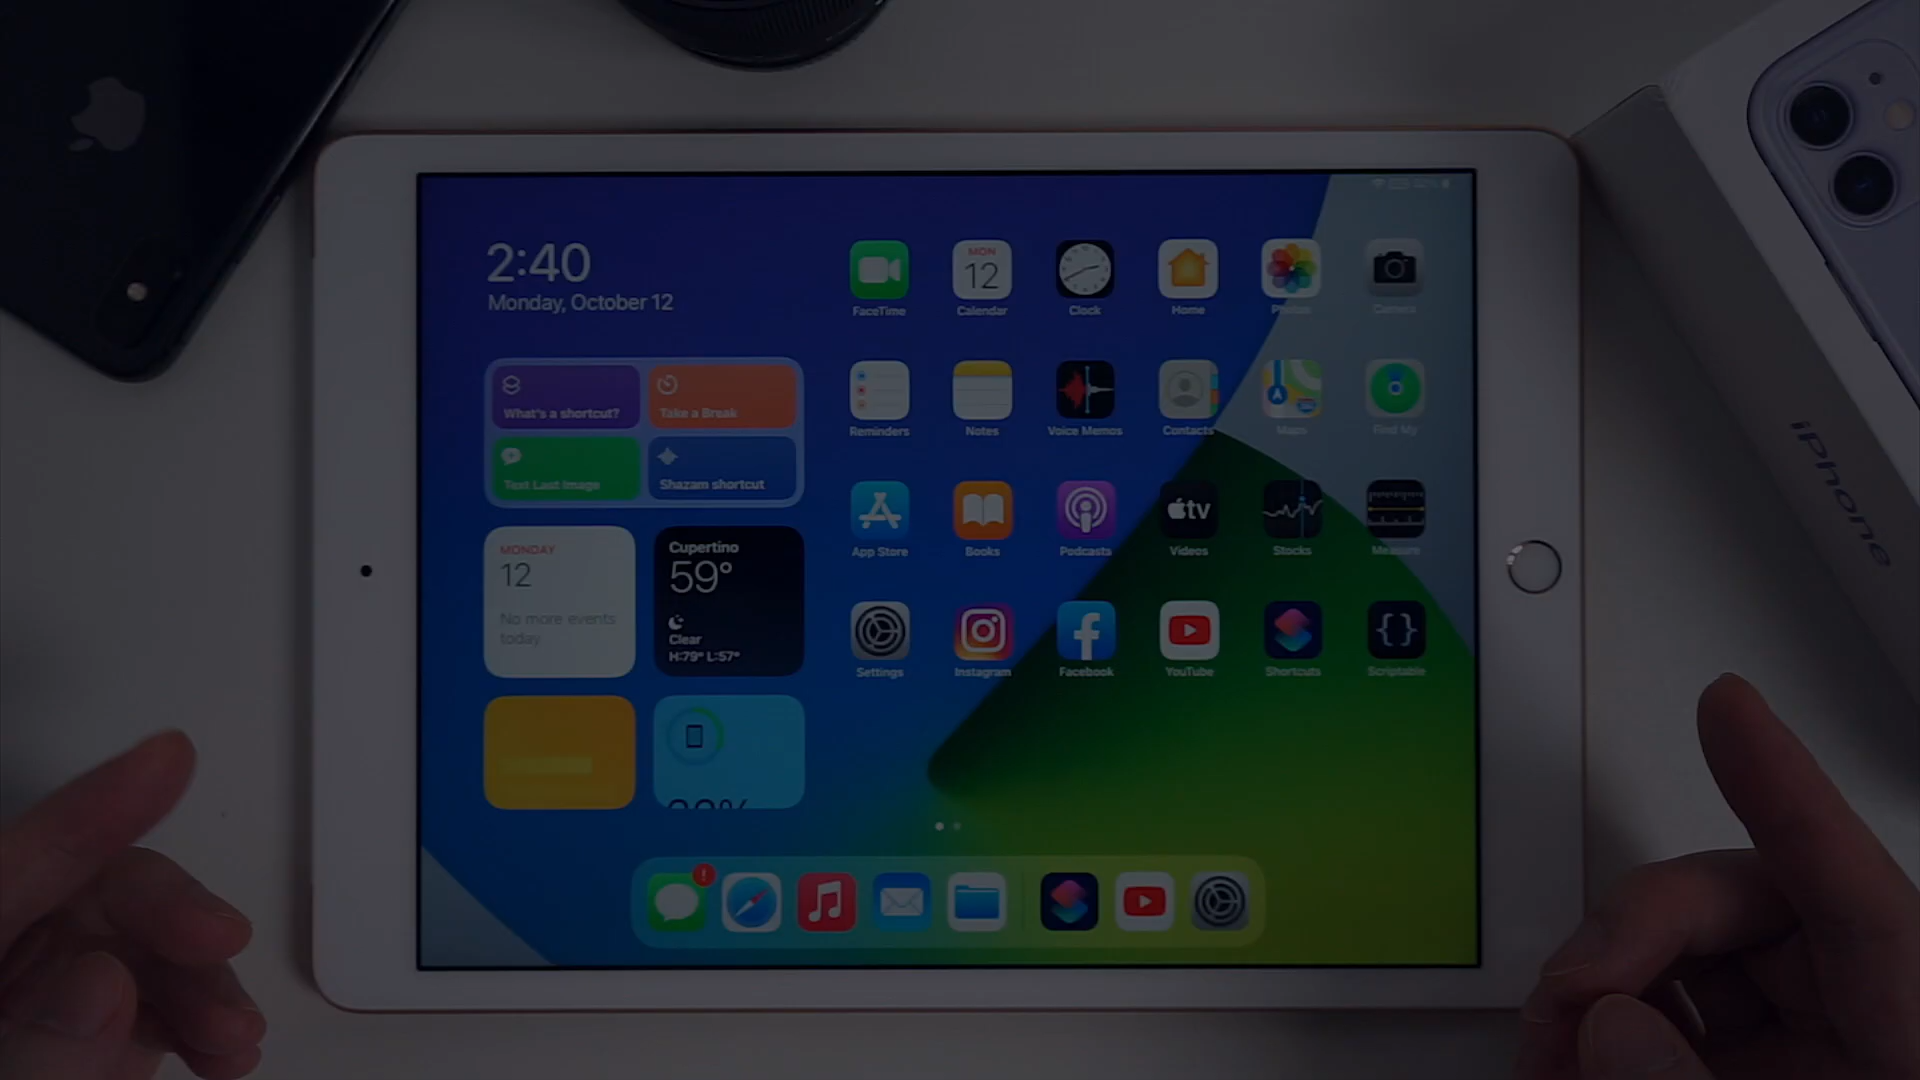 2:40
Monday, October 12
What's a shortcut?
Take a Break
Text Last Image
Shazam shortcut
MONDAY
12
No more events
today
Cupertino
59°
Clear
H:79° L:57°
FaceTime
MON
12
Calendar
Clock
Home
Photos
Camera
Reminders
Notes
Voice Memos
Contacts
Maps
Find My
App Store
Books
Podcasts
tv
Videos
Stocks
Measure
Settings
Instagram
Facebook
YouTube
Shortcuts
{}
Scriptable
!
iPhone